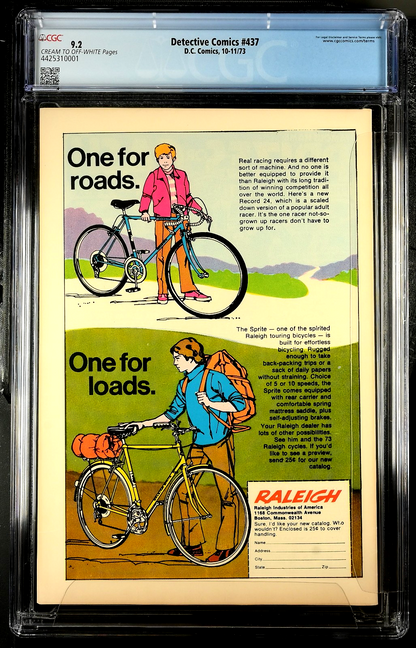 CGC
9.2
CREAM TO OFF-WHITE Pages
4425310001
Detective Comics #437
D.C. Comics, 10-11/73
www.cgccomics.com/terms
One for
roads.
Real racing requires a different
sort of machine. And no one is
better equipped to provide it
than Raleigh with its long tradi-
tion of winning competition all
over the world. Here's a new
Record 24, which is a scaled
down version of a popular adult
racer. It's the one racer not-so-
grown up racers don't have to
grow up for.
The Sprite – one of the spirited
Raleigh touring bicycles – is
built for effortless
bicycling. Rugged
enough to take
back-packing trips or a
sack of daily papers
without straining. Choice
of 5 or 10 speeds, the
Sprite comes equipped
with rear carrier and
comfortable spring
mattress saddle, plus
self-adjusting brakes.
Your Raleigh dealer has
lots of other possibilities.
See him and the 73
Raleigh cycles. If you'd
like to see a preview,
send 25¢ for our new
catalog.
One for
loads.
RALEIGH
Raleigh Industries of America
1168 Commonwealth Avenue
Boston, Mass. 02134
Sure, I'd like your new catalog. Who
wouldn't? Enclosed is 25¢ to cover
handling.
Name
Address
City
State Zip